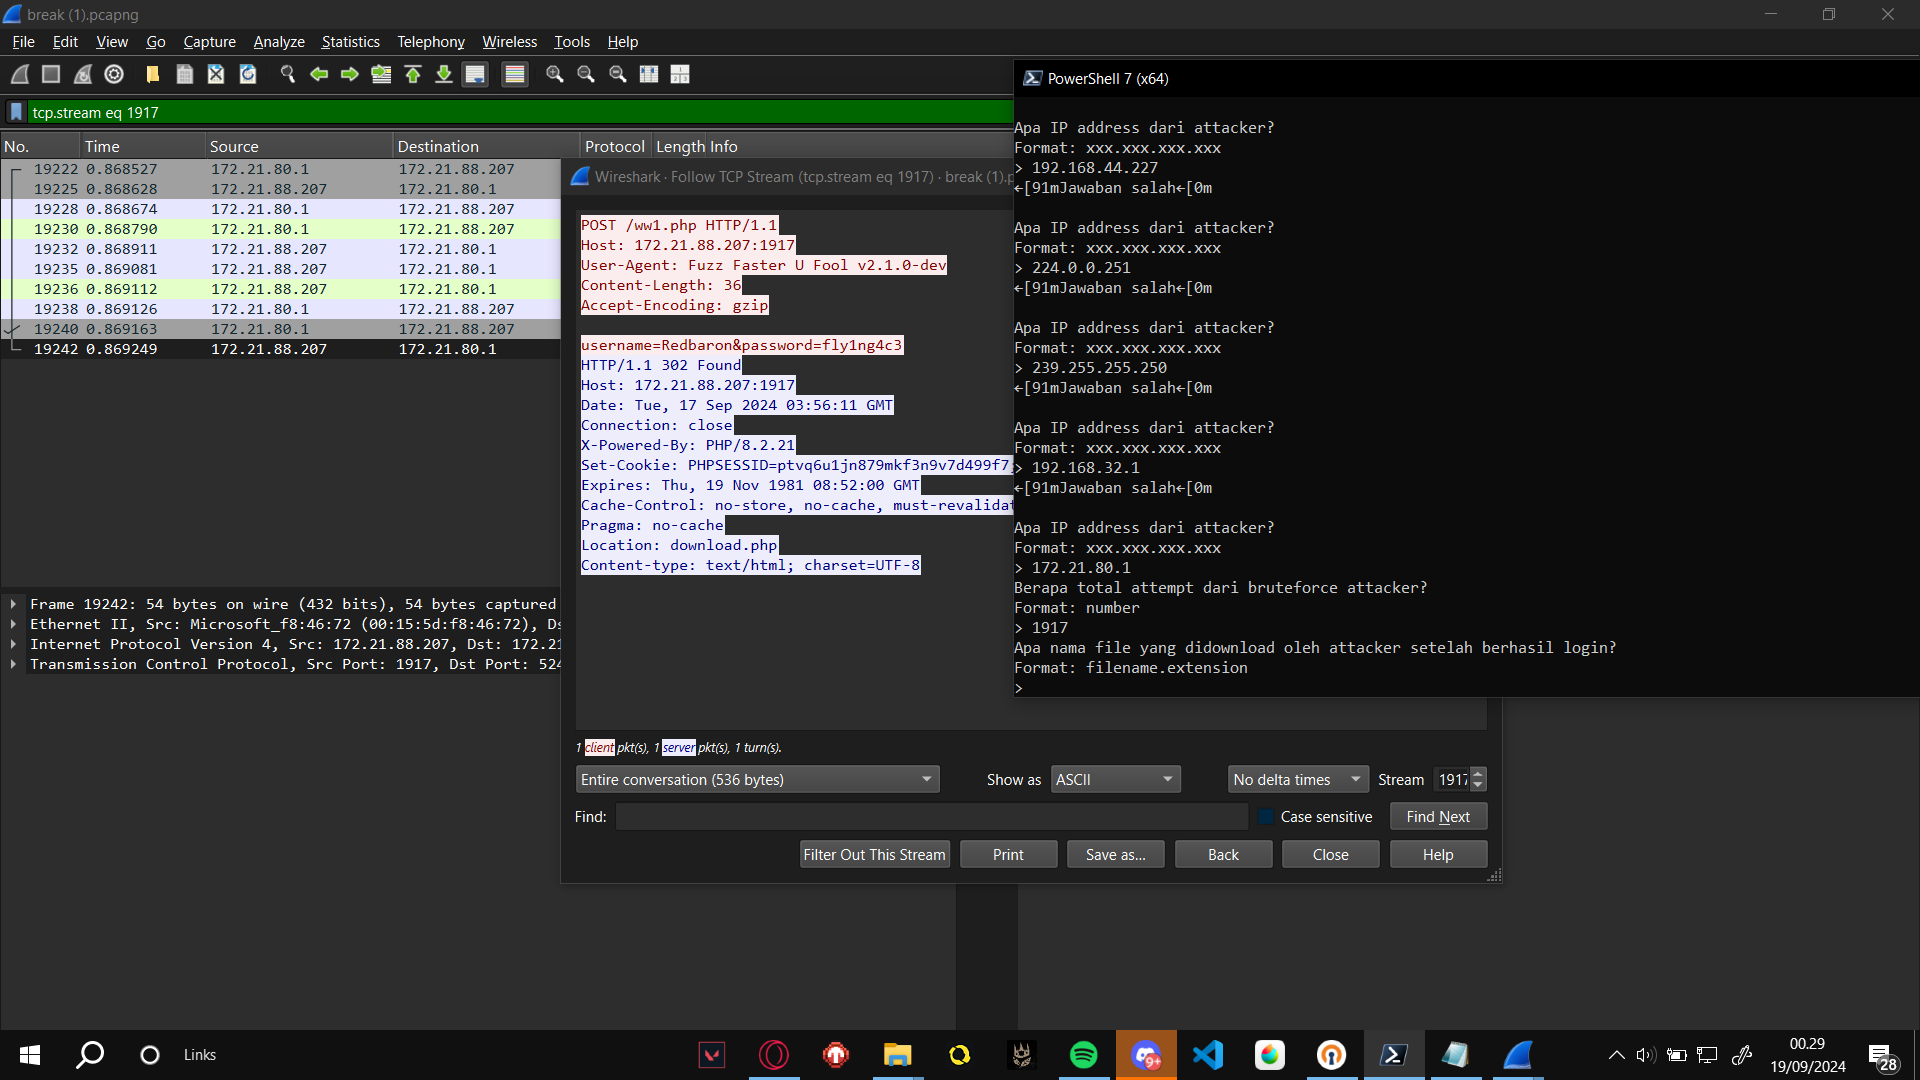 break (1).pcapng
File Edit View Go Capture Analyze Statistics Telephony Wireless Tools Help
tcp.stream eq 1917
No. Time Source Destination Protocol Length Info
19222 0.868527 172.21.80.1 172.21.88.207
19225 0.868628 172.21.88.207 172.21.80.1
19228 0.868674 172.21.80.1 172.21.88.207
19230 0.868790 172.21.80.1 172.21.88.207
19232 0.868911 172.21.88.207 172.21.80.1
19235 0.869081 172.21.88.207 172.21.80.1
19236 0.869112 172.21.88.207 172.21.80.1
19238 0.869126 172.21.88.207 172.21.80.1
19240 0.869163 172.21.80.1 172.21.88.207
19242 0.869249 172.21.88.207 172.21.80.1
Frame 19242: 54 bytes on wire (432 bits), 54 bytes captured
Ethernet II, Src: Microsoft_f8:46:72 (00:15:5d:f8:46:72), Ds
Internet Protocol Version 4, Src: 172.21.88.207, Dst: 172.21
Transmission Control Protocol, Src Port: 1917, Dst Port: 524
Wireshark · Follow TCP Stream (tcp.stream eq 1917) · break (1).p
POST /ww1.php HTTP/1.1
Host: 172.21.88.207:1917
User-Agent: Fuzz Faster U Fool v2.1.0-dev
Content-Length: 36
Accept-Encoding: gzip
username=Redbaron&password=fly1ng4c3
HTTP/1.1 302 Found
Host: 172.21.88.207:1917
Date: Tue, 17 Sep 2024 03:56:11 GMT
Connection: close
X-Powered-By: PHP/8.2.21
Set-Cookie: PHPSESSID=ptvq6u1jn879mkf3n9v7d499f7;
Expires: Thu, 19 Nov 1981 08:52:00 GMT
Cache-Control: no-store, no-cache, must-revalidat
Pragma: no-cache
Location: download.php
Content-type: text/html; charset=UTF-8
1 client pkt(s), 1 server pkt(s), 1 turn(s).
Entire conversation (536 bytes) Show as ASCII No delta times Stream 1917
Find: Case sensitive Find Next
Filter Out This Stream Print Save as... Back Close Help
PowerShell 7 (x64)
Apa IP address dari attacker?
Format: xxx.xxx.xxx.xxx
> 192.168.44.227
←[91mJawaban salah←[0m
Apa IP address dari attacker?
Format: xxx.xxx.xxx.xxx
> 224.0.0.251
←[91mJawaban salah←[0m
Apa IP address dari attacker?
Format: xxx.xxx.xxx.xxx
> 239.255.255.250
←[91mJawaban salah←[0m
Apa IP address dari attacker?
Format: xxx.xxx.xxx.xxx
> 192.168.32.1
←[91mJawaban salah←[0m
Apa IP address dari attacker?
Format: xxx.xxx.xxx.xxx
> 172.21.80.1
Berapa total attempt dari bruteforce attacker?
Format: number
> 1917
Apa nama file yang didownload oleh attacker setelah berhasil login?
Format: filename.extension
>
Links
9+
00.29
19/09/2024
28